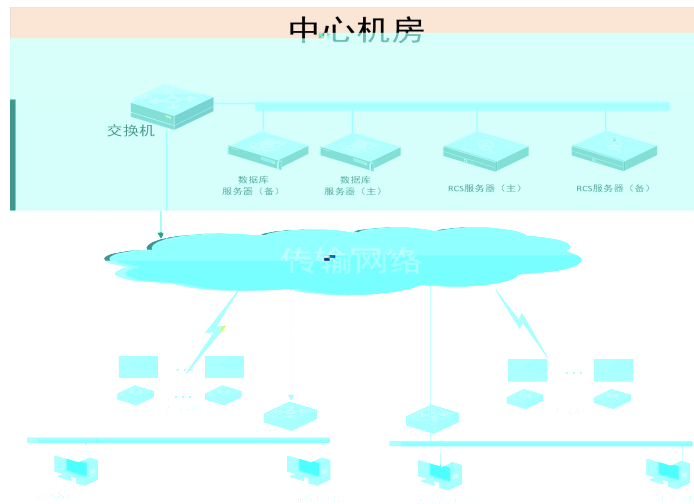 中心机房
交换机
数据库
服务器（备）
数据库
服务器（主）
RCS服务器（主）
RCS服务器（备）
传输网络